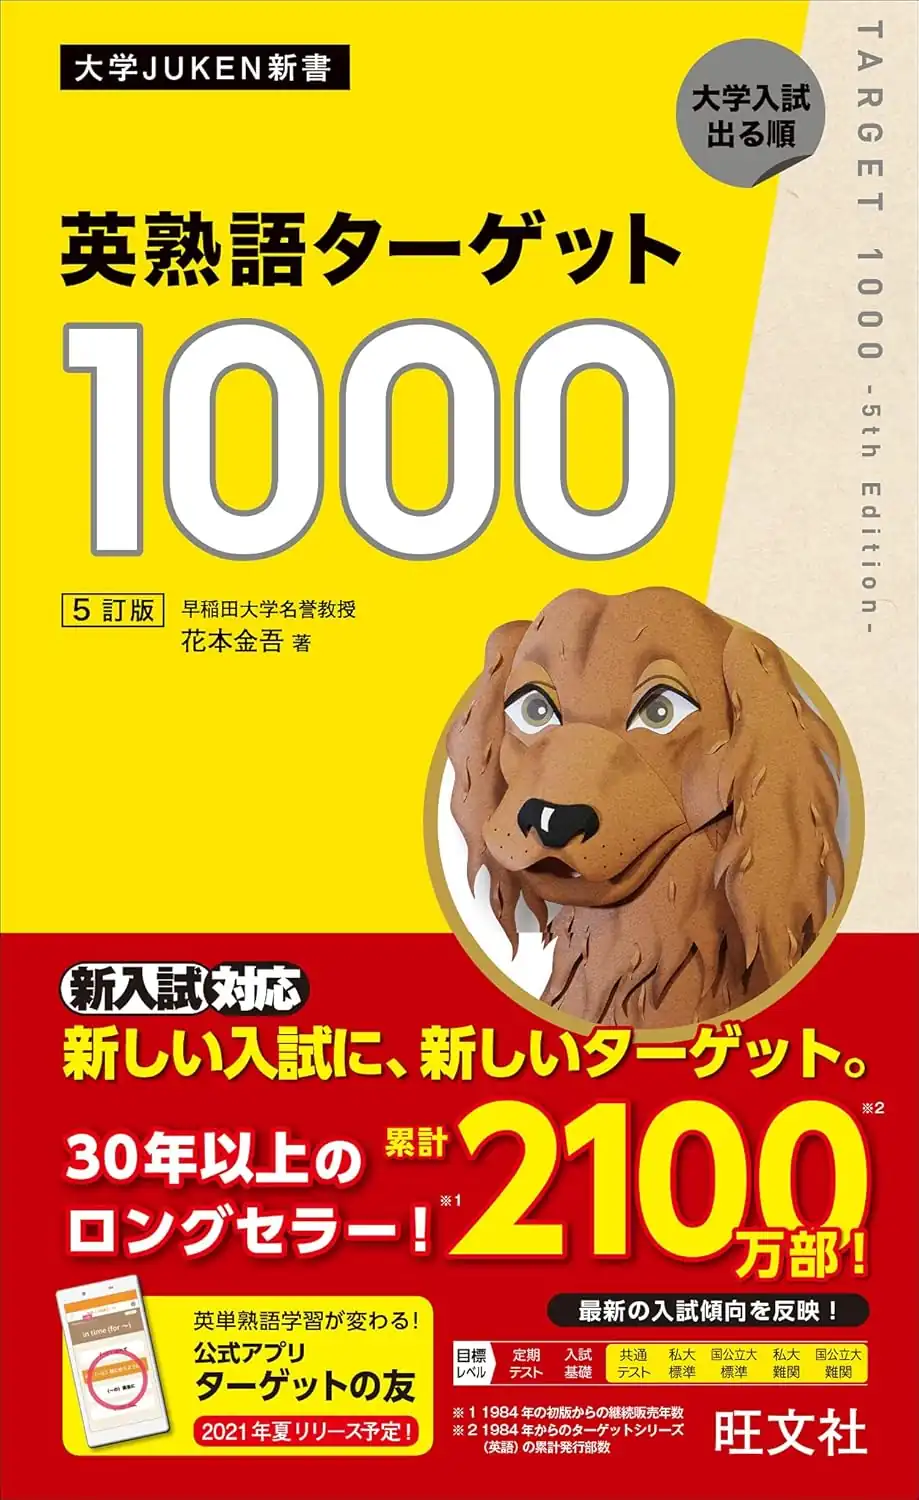 大学JUKEN新書
大学入試
出る順
TARGET 1000 -5th Edition-
英熟語ターゲット
1000
5訂版
早稲田大学名誉教授
花本金吾 著
新入試対応
新しい入試に、新しいターゲット。
30年以上の
ロングセラー!※1
累計2100万部!※2
最新の入試傾向を反映!
英単熟語学習が変わる!
公式アプリ
ターゲットの友
2021年夏リリース予定!
in time (for ~)
目標レベル
定期テスト
入試基礎
共通テスト
私大標準
国公立大標準
私大難関
国公立大難関
※1 1984年の初版からの継続販売年数
※2 1984年からのターゲットシリーズ
(英語)の累計発行部数
旺文社